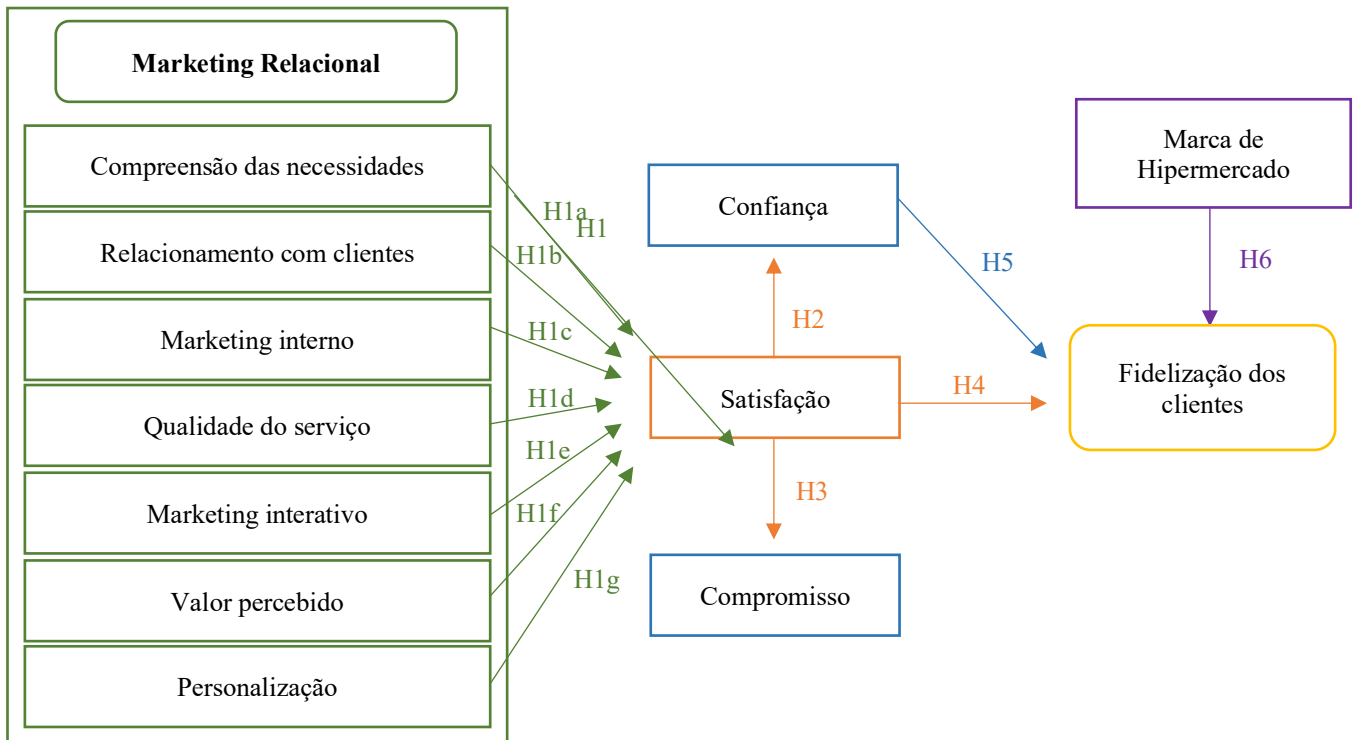 Marketing Relacional
Compreensão das necessidades
Relacionamento com clientes
Marketing interno
Qualidade do serviço
Marketing interativo
Valor percebido
Personalização
H1a
H1
H1b
H1c
H1d
H1e
H1f
H1g
Confiança
H2
Satisfação
H3
Compromisso
H5
H4
Marca de
Hipermercado
H6
Fidelização dos
clientes